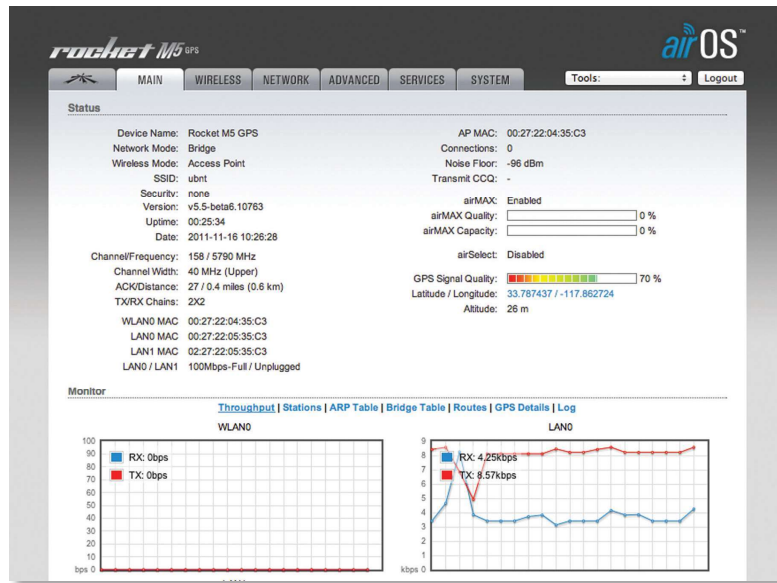 rocket M5 GPS
airOS™
MAIN WIRELESS NETWORK ADVANCED SERVICES SYSTEM Tools: Logout
Status
Device Name: Rocket M5 GPS
Network Mode: Bridge
Wireless Mode: Access Point
SSID: ubnt
Security: none
Version: v5.5-beta6.10763
Uptime: 00:25:34
Date: 2011-11-16 10:26:28
Channel/Frequency: 158 / 5790 MHz
Channel Width: 40 MHz (Upper)
ACK/Distance: 27 / 0.4 miles (0.6 km)
TX/RX Chains: 2X2
WLAN0 MAC 00:27:22:04:35:C3
LAN0 MAC 00:27:22:05:35:C3
LAN1 MAC 02:27:22:05:35:C3
LAN0 / LAN1 100Mbps-Full / Unplugged
AP MAC: 00:27:22:04:35:C3
Connections: 0
Noise Floor: -96 dBm
Transmit CCQ: -
airMAX: Enabled
airMAX Quality: 0 %
airMAX Capacity: 0 %
airSelect: Disabled
GPS Signal Quality: 70 %
Latitude / Longitude: 33.787437 / -117.862724
Altitude: 26 m
Monitor
Throughput | Stations | ARP Table | Bridge Table | Routes | GPS Details | Log
WLAN0
100
90
80
70
60
50
40
30
20
10
bps 0
RX: 0bps
TX: 0bps
LAN0
9
8
7
6
5
4
3
2
1
kbps 0
RX: 4.25kbps
TX: 8.57kbps